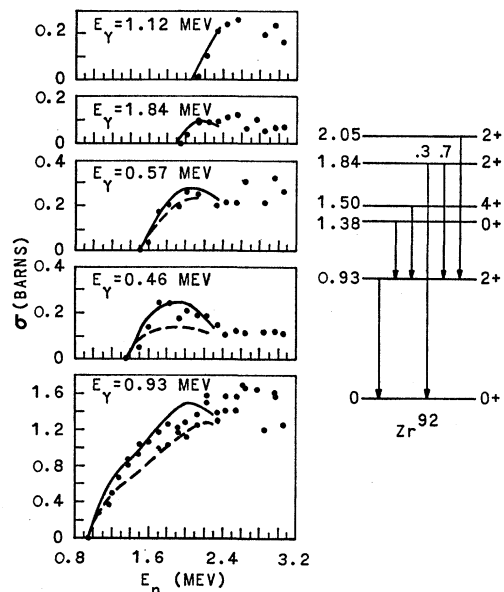 E_γ=1.12 MEV
0.2
0
E_γ=1.84 MEV
0.2
0
E_γ=0.57 MEV
0.4
0.2
0
E_γ=0.46 MEV
0.4
0.2
0
E_γ=0.93 MEV
1.6
1.2
0.8
0.4
0
0.8 1.6 2.4 3.2
E_n (MEV)
σ (BARNS)
2.05 2+
1.84 .3 .7 2+
1.50 4+
1.38 0+
0.93 2+
0 0+
Zr^92